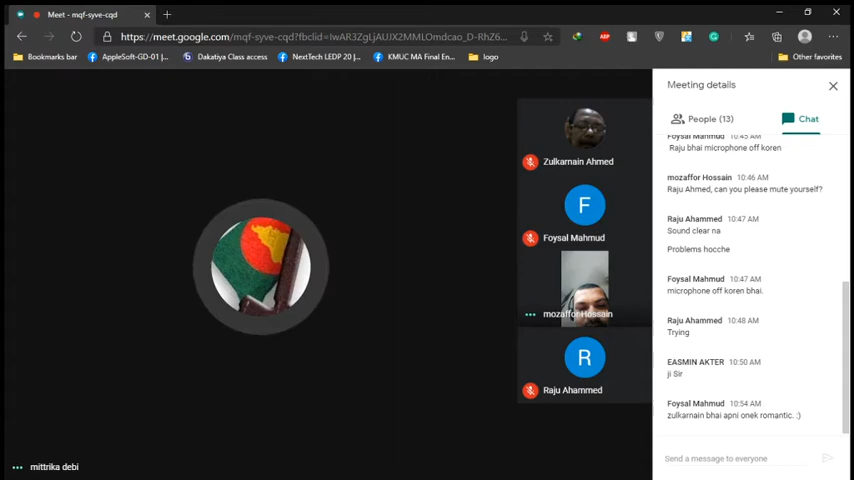 Meet - mqf-syve-cqd
https://meet.google.com/mqf-syve-cqd?fbclid=IwAR3ZgLjAUJX2MMLOmdcao_D-RhZ6...
Bookmarks bar
AppleSoft-GD-01 |...
Dakatiya Class access
NextTech LEDP 20 |...
KMUC MA Final En...
logo
Other favorites
Zulkarnain Ahmed
F
Foysal Mahmud
mozaffor Hossain
R
Raju Ahammed
mittrika debi
Meeting details
People (13)
Chat
Foysal Mahmud 10:45 AM
Raju bhai microphone off koren
mozaffor Hossain 10:46 AM
Raju Ahmed, can you please mute yourself?
Raju Ahammed 10:47 AM
Sound clear na
Problems hocche
Foysal Mahmud 10:47 AM
microphone off koren bhai.
Raju Ahammed 10:48 AM
Trying
EASMIN AKTER 10:50 AM
ji Sir
Foysal Mahmud 10:54 AM
zulkarnain bhai apni onek romantic. :)
Send a message to everyone